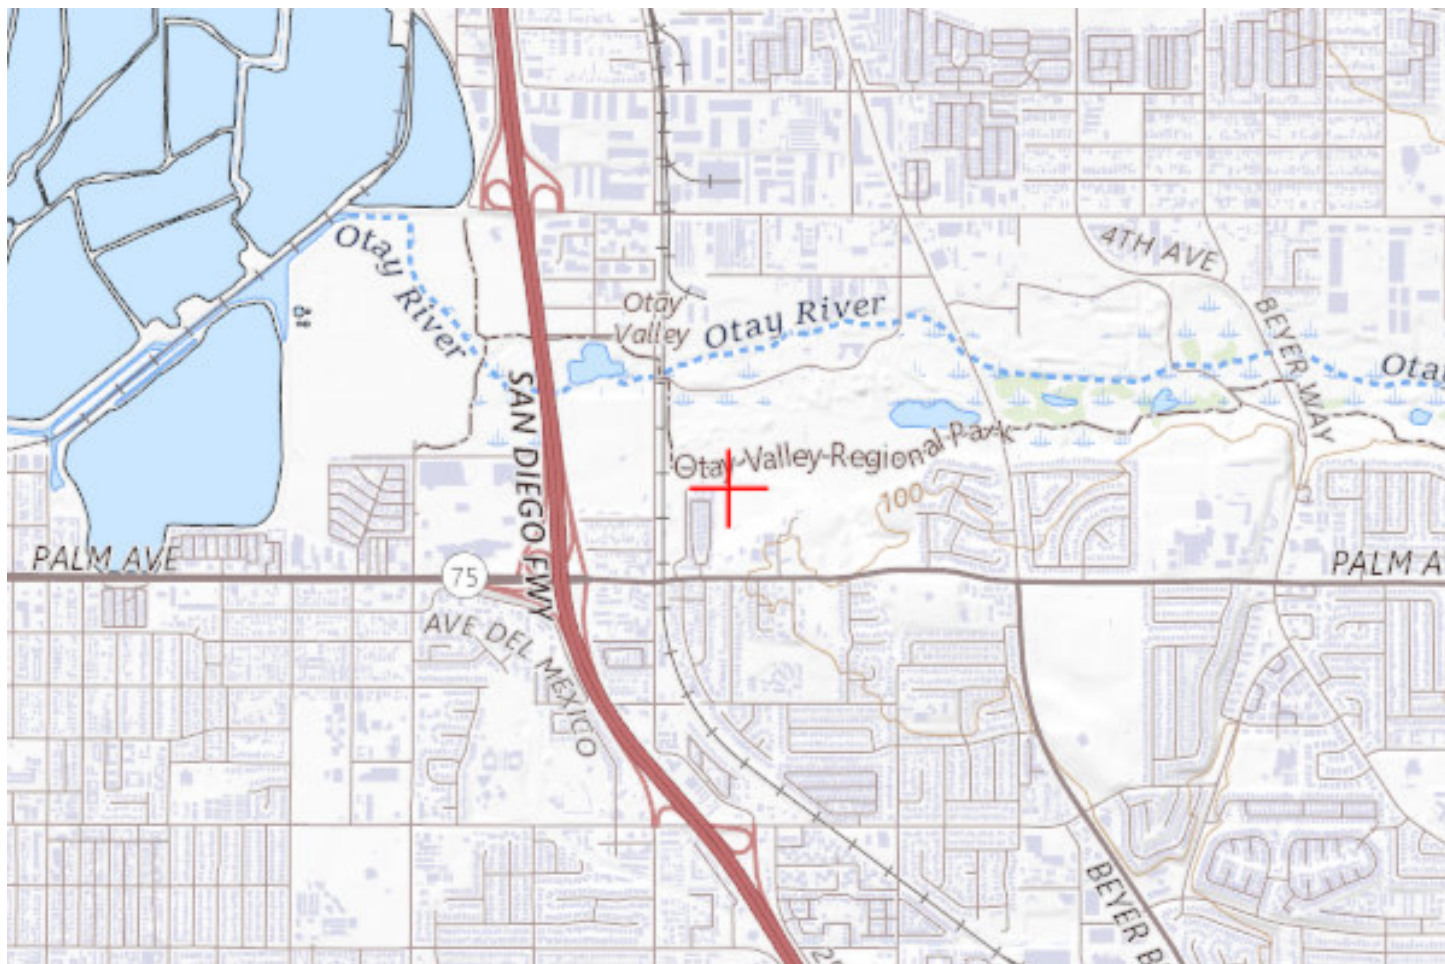 Otay River
4TH AVE
Otay
Valley
Otay River
BEYER WAY
Otay
SAN DIEGO FWY
Otay Valley Regional Park
100
PALM AVE
75
PALM A
AVE DEL MEXICO
BEYER B